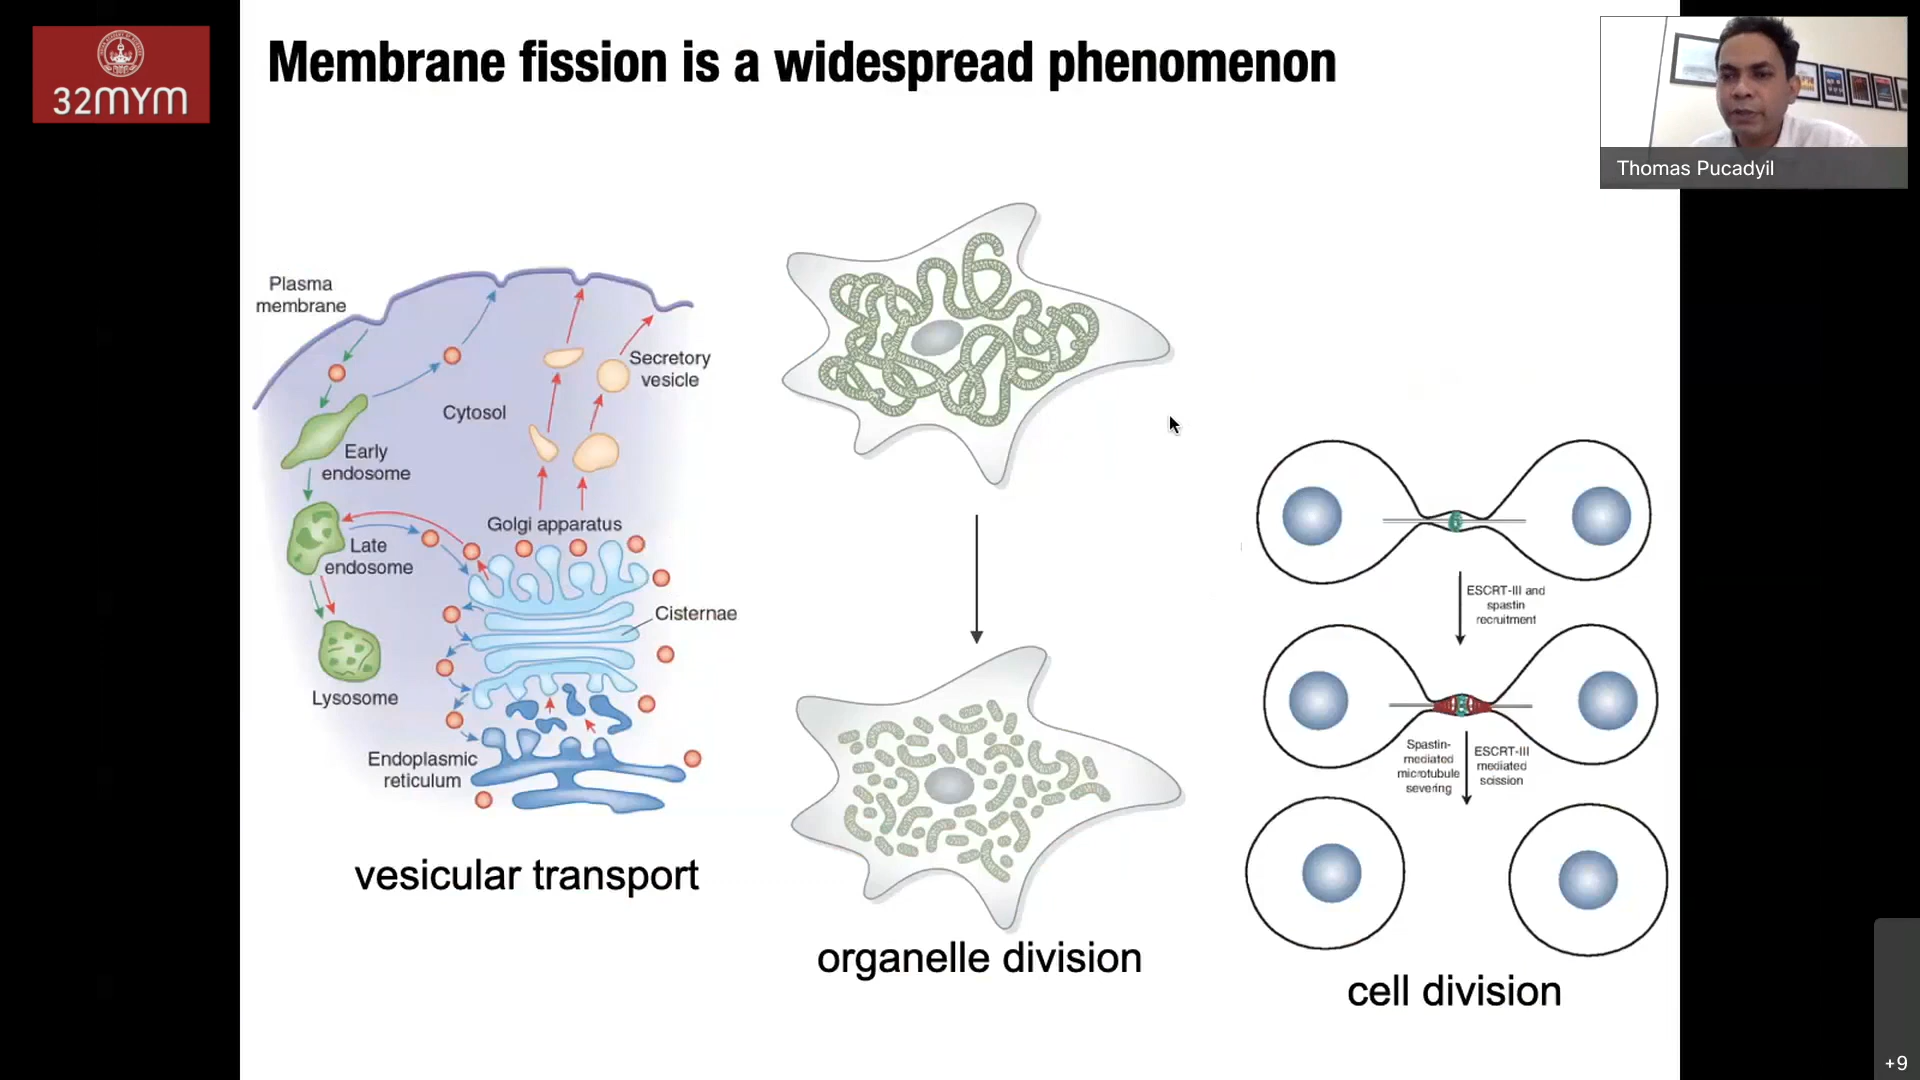 32MYM
Membrane fission is a widespread phenomenon
Thomas Pucadyil
Plasma
membrane
Secretory
vesicle
Cytosol
Early
endosome
Golgi apparatus
Late
endosome
Cisternae
Lysosome
Endoplasmic
reticulum
vesicular transport
organelle division
ESCRT-III and
spastin
recruitment
Spastin-
mediated
microtubule
severing
ESCRT-III
mediated
scission
cell division
+9